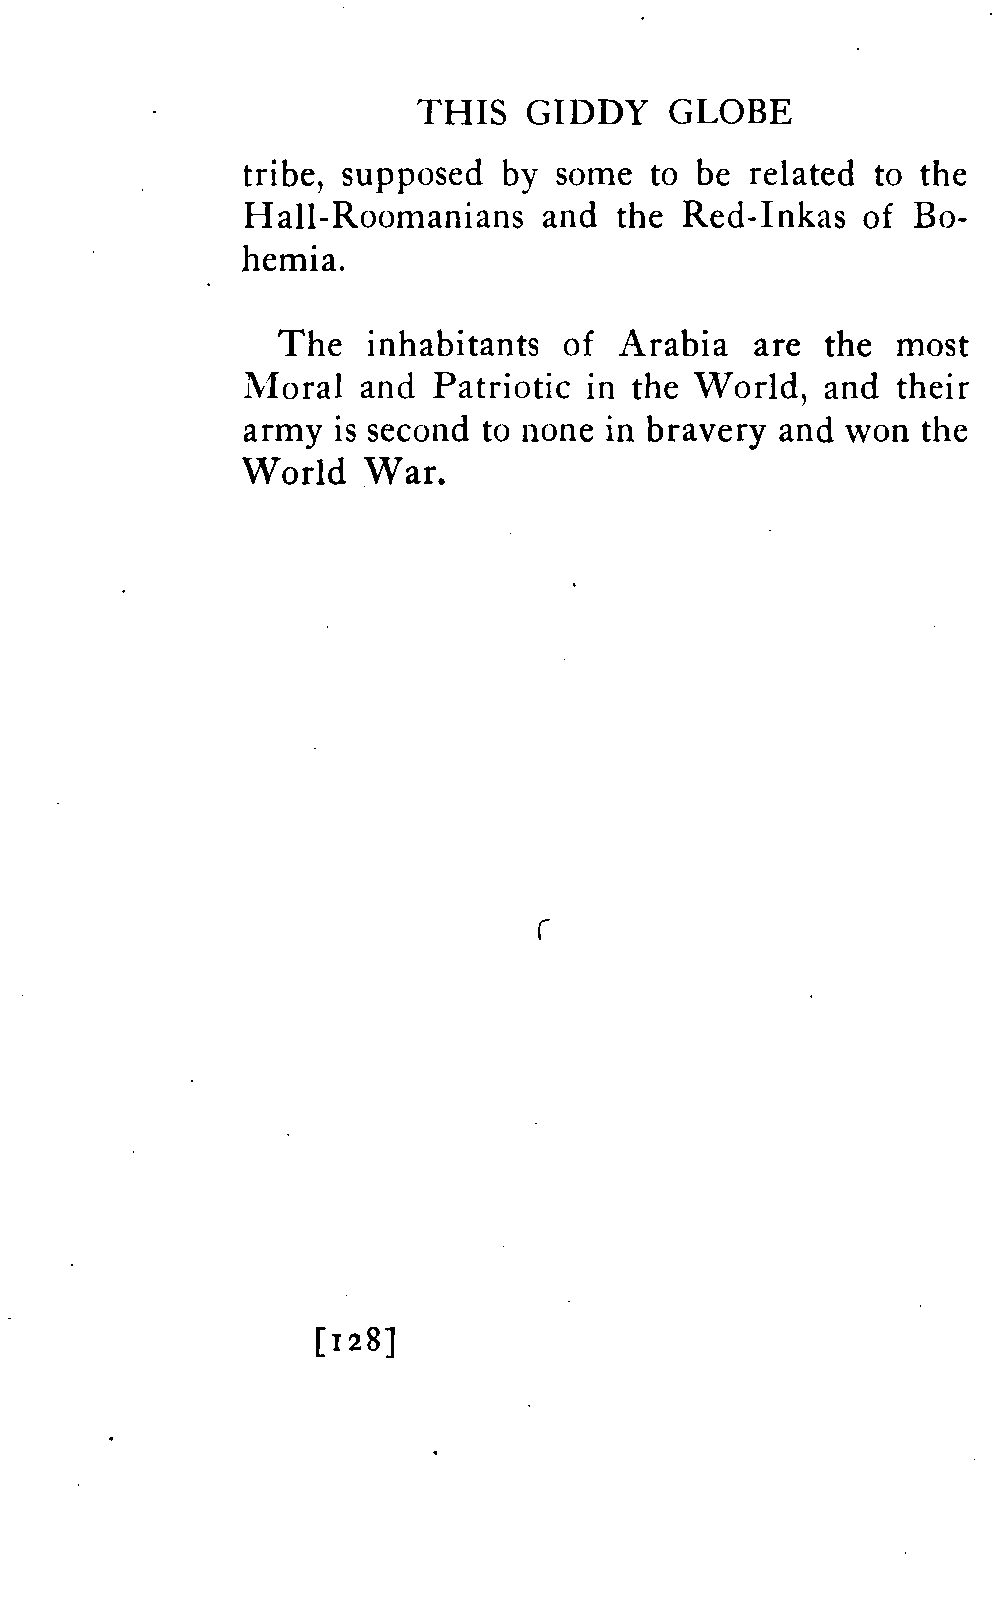 THIS GIDDY GLOBE
tribe, supposed by some to be related to the
Hall-Roomanians and the Red-Inkas of Bo-
hemia.
The inhabitants of Arabia are the most
Moral and Patriotic in the World, and their
army is second to none in bravery and won the
World War.
[128]